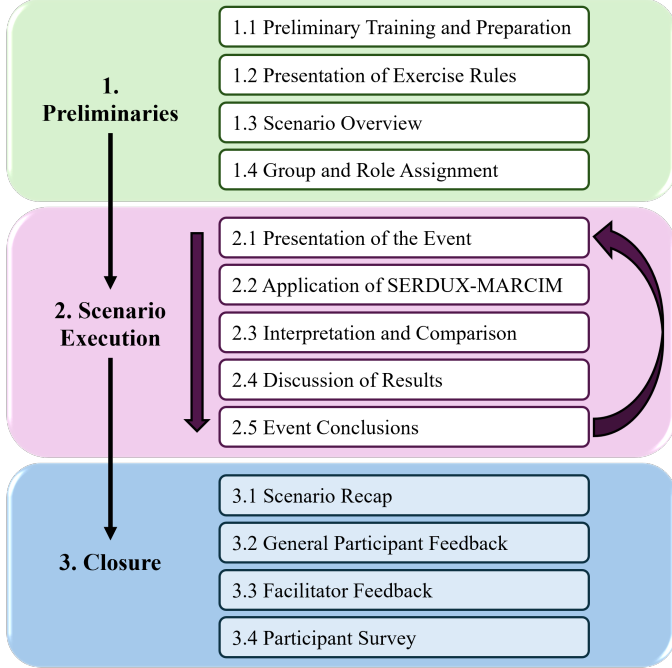 1.
Preliminaries
1.1 Preliminary Training and Preparation
1.2 Presentation of Exercise Rules
1.3 Scenario Overview
1.4 Group and Role Assignment
2. Scenario
Execution
2.1 Presentation of the Event
2.2 Application of SERDUX-MARCIM
2.3 Interpretation and Comparison
2.4 Discussion of Results
2.5 Event Conclusions
3. Closure
3.1 Scenario Recap
3.2 General Participant Feedback
3.3 Facilitator Feedback
3.4 Participant Survey